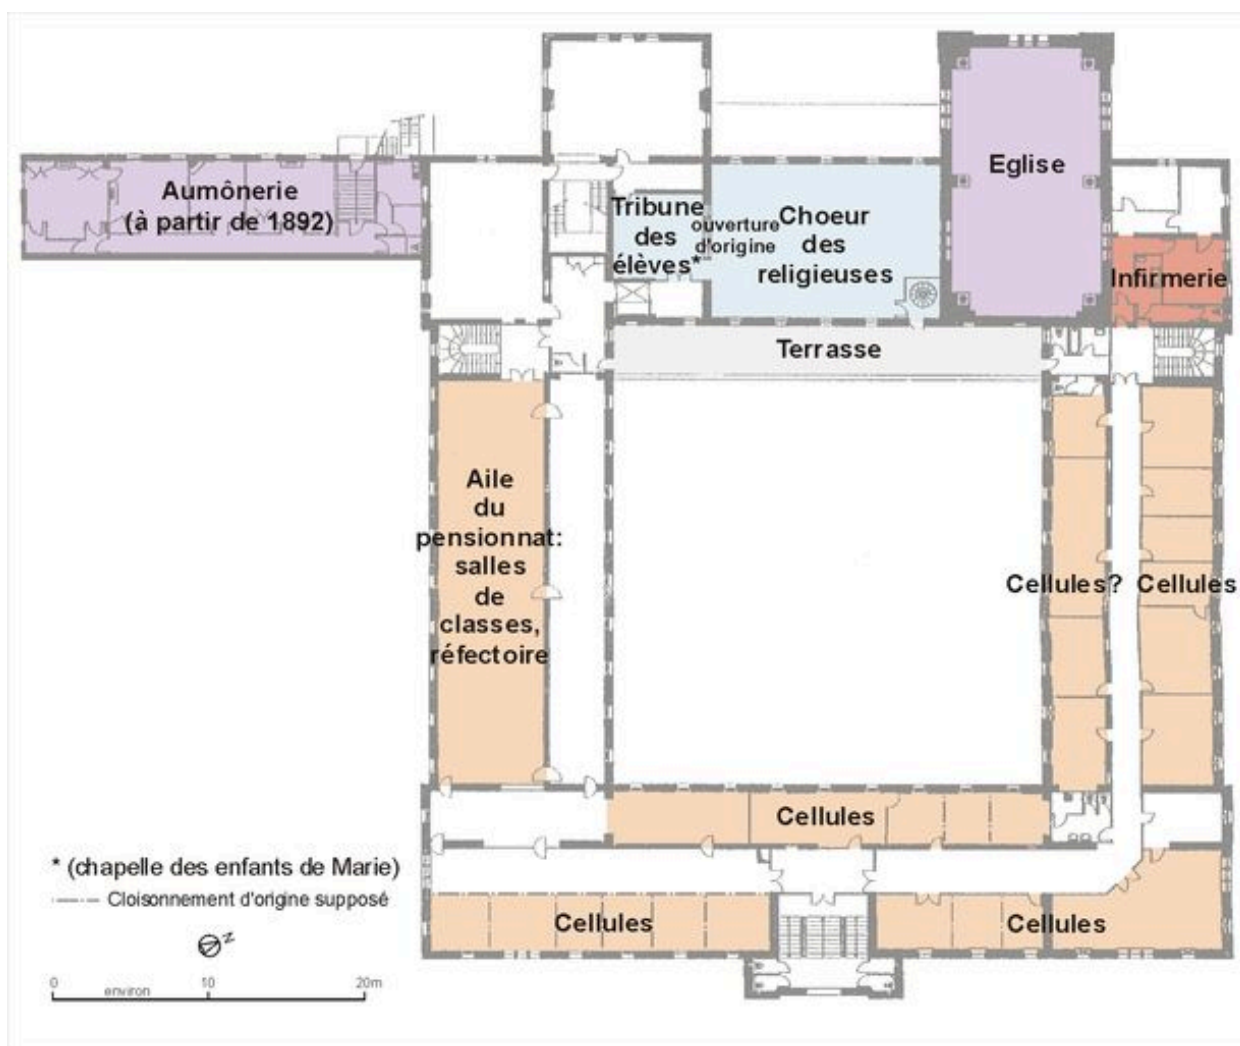 Aumônerie
(à partir de 1892)
Tribune
des
élèves*
ouverture
d'origine
Choeur
des
religieuses
Eglise
Infirmerie
Terrasse
Aile
du
pensionnat:
salles
de
classes,
réfectoire
Cellules?
Cellules
Cellules
Cellules
Cellules
* (chapelle des enfants de Marie)
Cloisonnement d'origine supposé
N
0 10 20m
environ